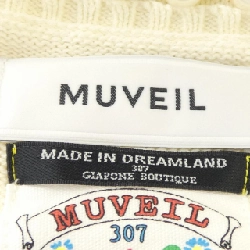 MUVEIL
MADE IN DREAMLAND
307
GIAPONE BOUTIQUE
MUVEIL
307